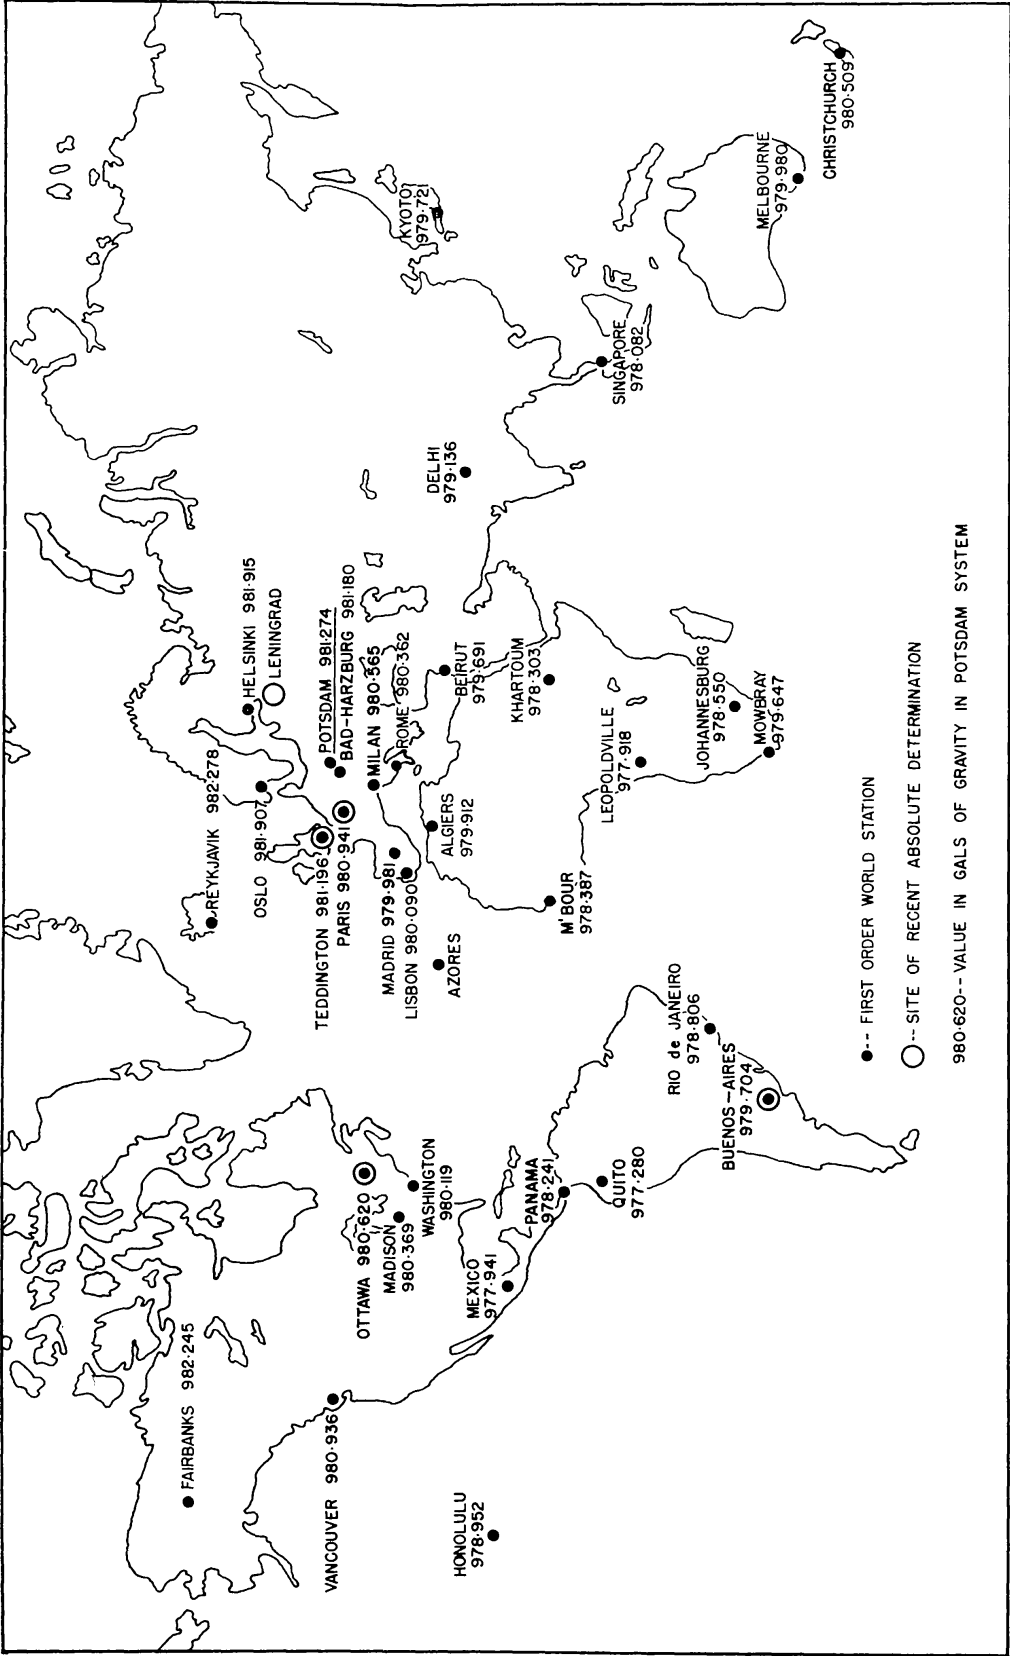 FAIRBANKS 982·245
VANCOUVER 980·936
HONOLULU
978·952
OTTAWA 980·620
MADISON
980·369
WASHINGTON
980·119
MEXICO
977·941
PANAMA
978·241
QUITO
977·280
RIO de JANEIRO
978·806
BUENOS-AIRES
979·704
REYKJAVIK 982·278
OSLO 981·907
HELSINKI 981·915
LENINGRAD
TEDDINGTON 981·196
PARIS 980·941
POTSDAM 981·274
BAD-HARZBURG 981·180
MILAN 980·565
ROME 980·362
MADRID 979·981
LISBON 980·090
AZORES
ALGIERS
979·912
BEIRUT
979·691
KHARTOUM
978·303
M'BOUR
978·387
LEOPOLDVILLE
977·918
JOHANNESBURG
978·550
MOWBRAY
979·647
DELHI
979·136
SINGAPORE
978·082
KYOTO
979·721
MELBOURNE
979·980
CHRISTCHURCH
980·509
●-- FIRST ORDER WORLD STATION
○-- SITE OF RECENT ABSOLUTE DETERMINATION
980·620-- VALUE IN GALS OF GRAVITY IN POTSDAM SYSTEM